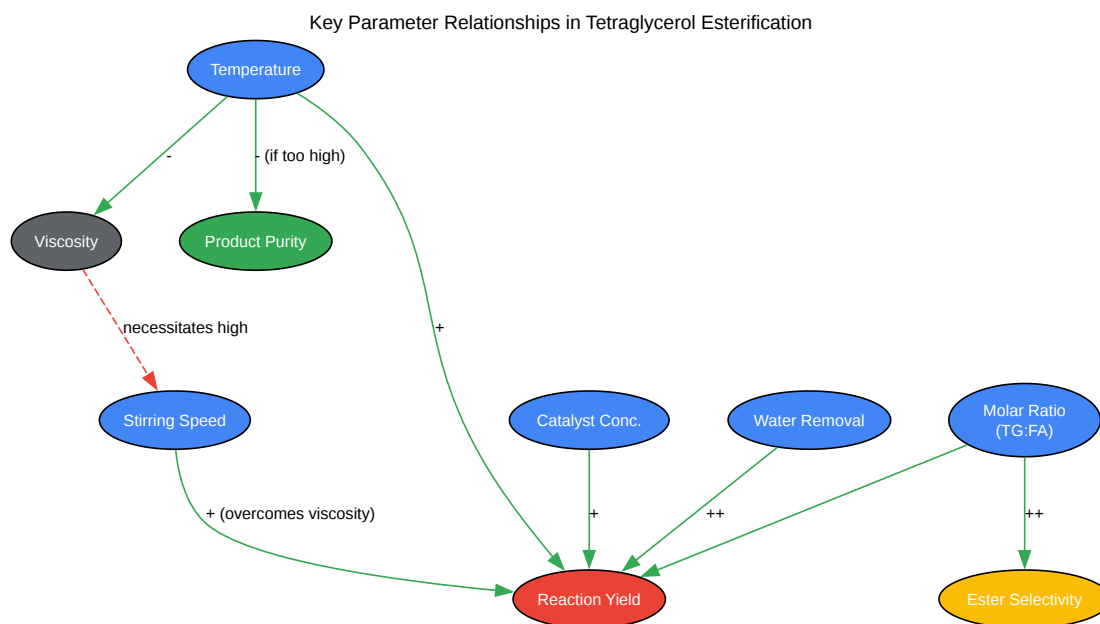 Key Parameter Relationships in Tetraglycerol Esterification
Temperature
-
- (if too high)
Viscosity
Product Purity
necessitates high
+
Stirring Speed
Catalyst Conc.
Water Removal
Molar Ratio
(TG:FA)
+ (overcomes viscosity)
+
++
++
Reaction Yield
Ester Selectivity